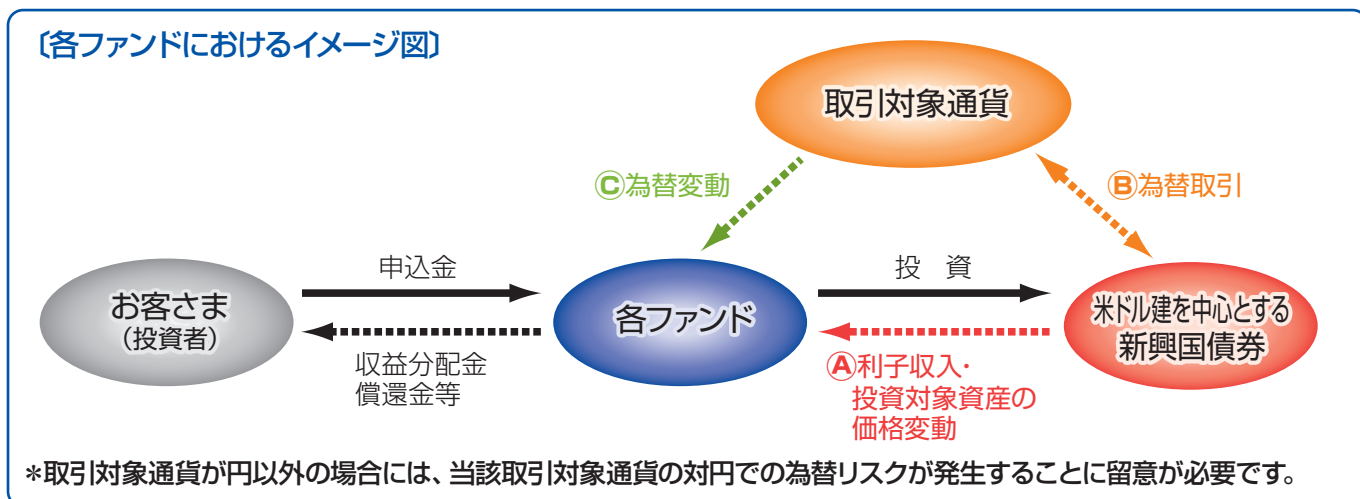 〔各ファンドにおけるイメージ図〕
取引対象通貨
Ⓒ為替変動
Ⓑ為替取引
申込金
投　資
お客さま
（投資者）
各ファンド
米ドル建を中心とする
新興国債券
収益分配金
償還金等
Ⓐ利子収入・
投資対象資産の
価格変動
＊取引対象通貨が円以外の場合には、当該取引対象通貨の対円での為替リスクが発生することに留意が必要です。